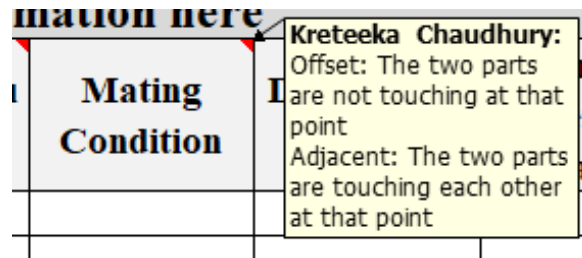 here
Kreteeka Chaudhury:
Offset: The two parts
are not touching at that
point
Adjacent: The two parts
are touching each other
at that point
Mating
Condition